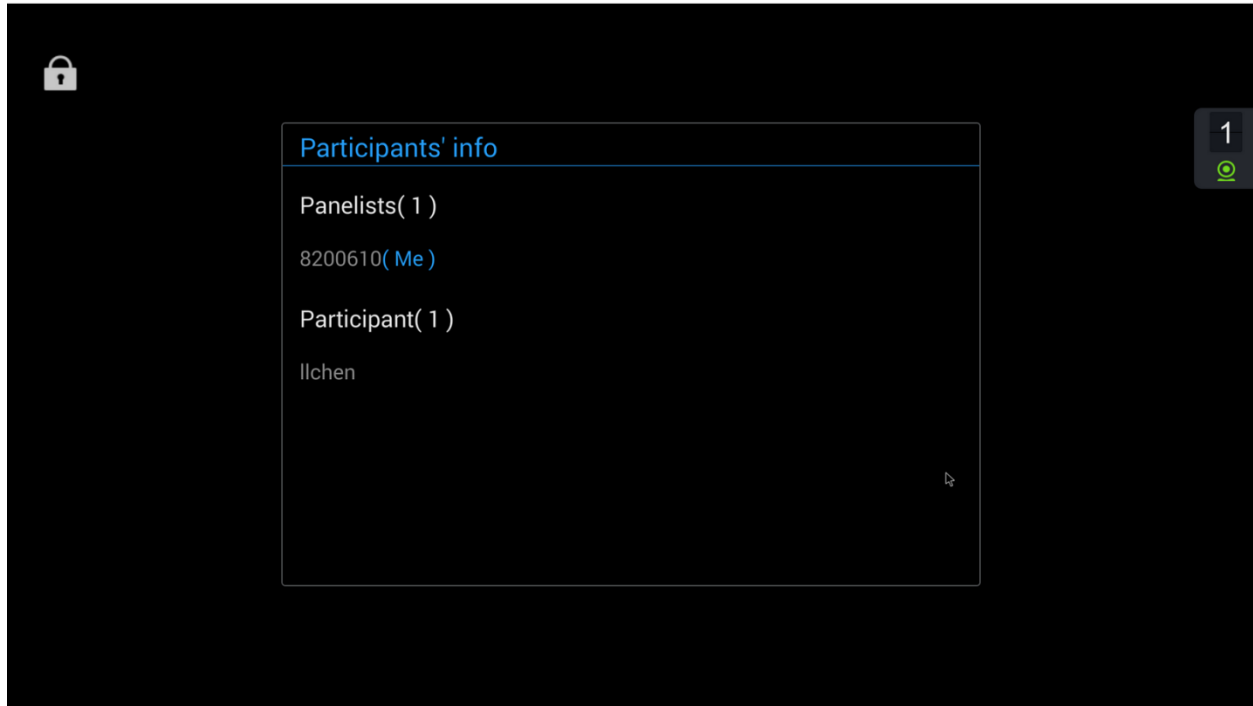 Participants' info
1
Panelists( 1 )
8200610( Me )
Participant( 1 )
llchen